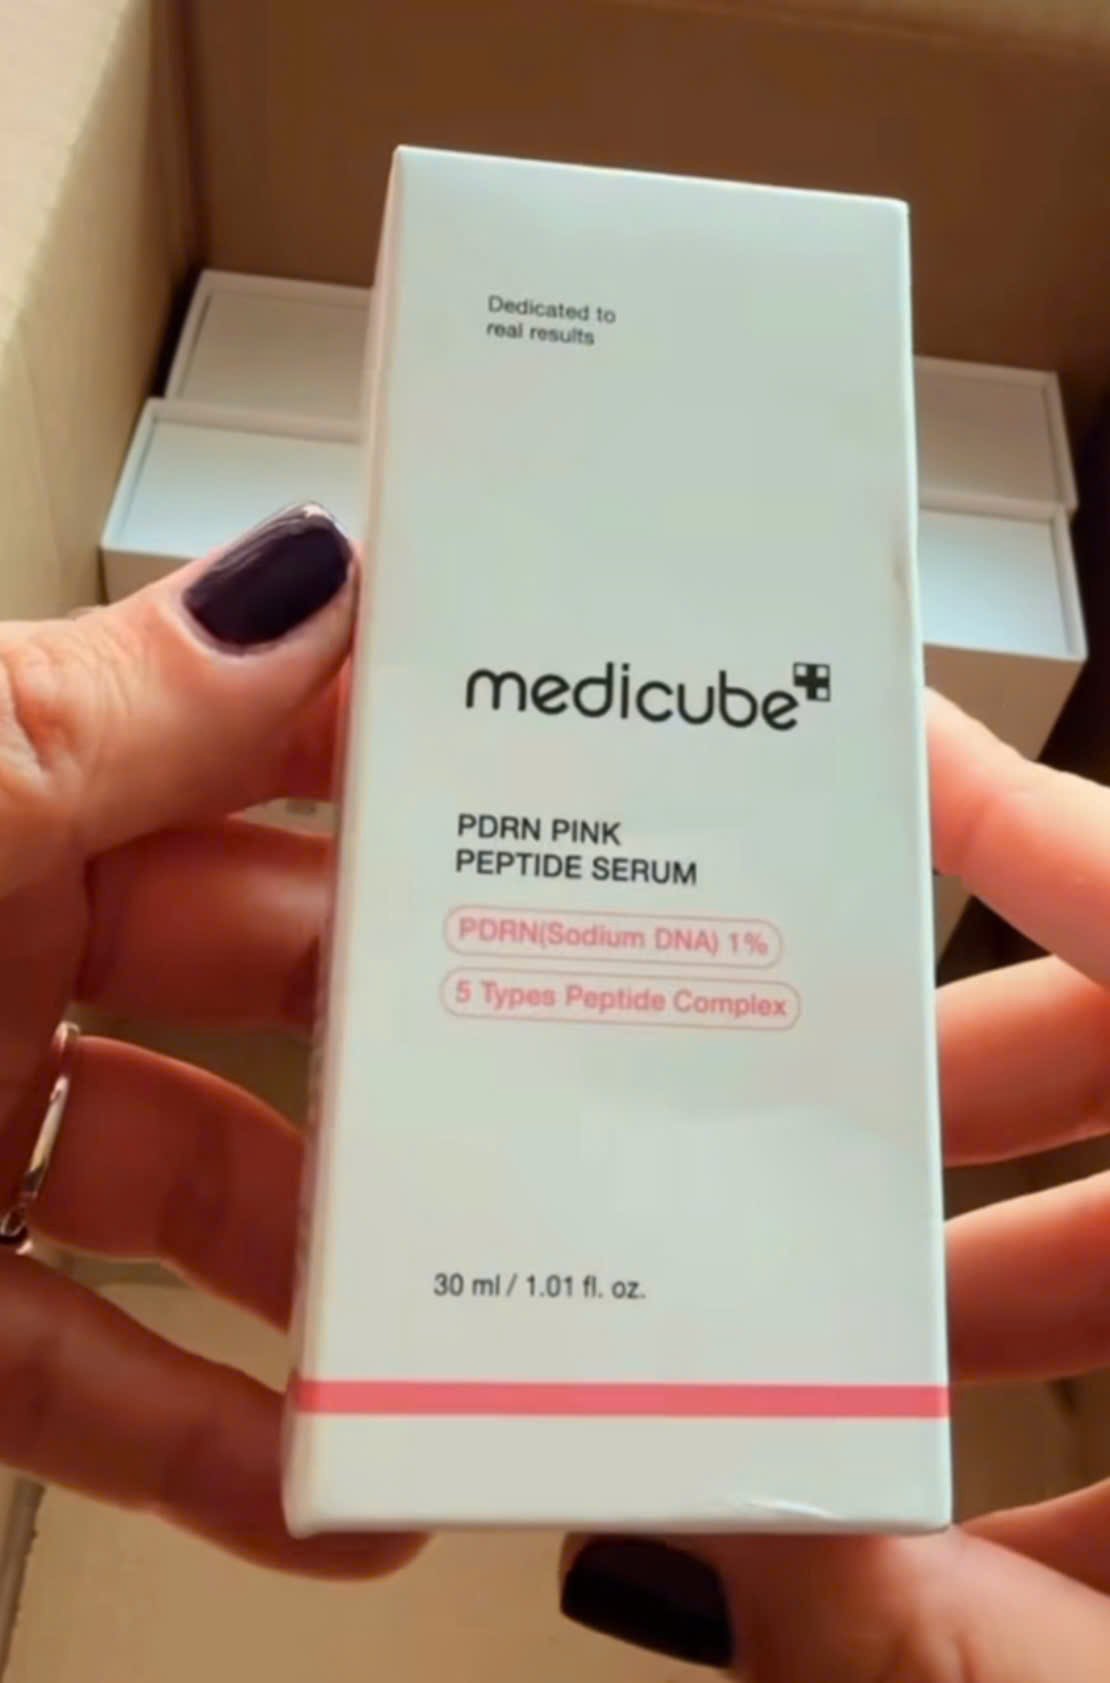 Dedicated to
real results
medicube
PDRN PINK
PEPTIDE SERUM
PDRN(Sodium DNA) 1%
5 Types Peptide Complex
30 ml / 1.01 fl. oz.